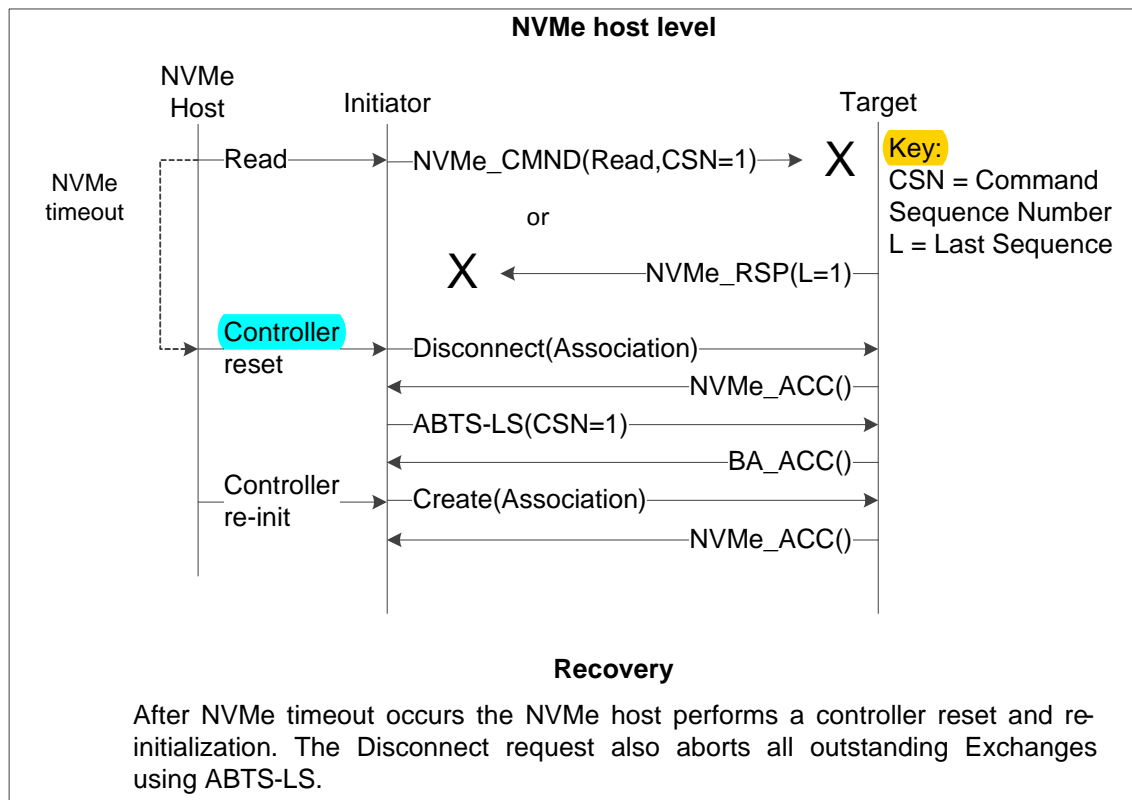 NVMe host level
NVMe
Host
Initiator
Target
Read
NVMe_CMND(Read,CSN=1)
X
Key:
CSN = Command
Sequence Number
L = Last Sequence
NVMe
timeout
or
X
NVMe_RSP(L=1)
Controller
reset
Disconnect(Association)
NVMe_ACC()
ABTS-LS(CSN=1)
BA_ACC()
Controller
re-init
Create(Association)
NVMe_ACC()
Recovery
After NVMe timeout occurs the NVMe host performs a controller reset and re-
initialization. The Disconnect request also aborts all outstanding Exchanges
using ABTS-LS.